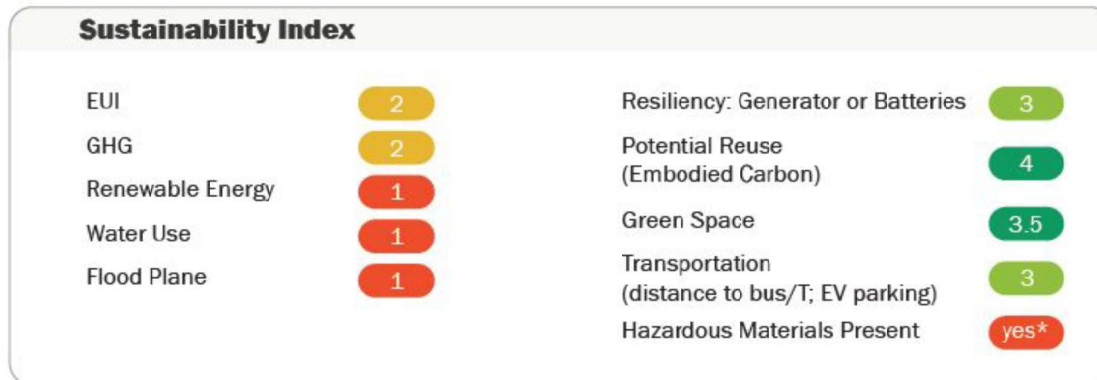 Sustainability Index
EUI 2
GHG 2
Renewable Energy 1
Water Use 1
Flood Plane 1
Resiliency: Generator or Batteries 3
Potential Reuse
(Embodied Carbon) 4
Green Space 3.5
Transportation
(distance to bus/T; EV parking) 3
Hazardous Materials Present yes*